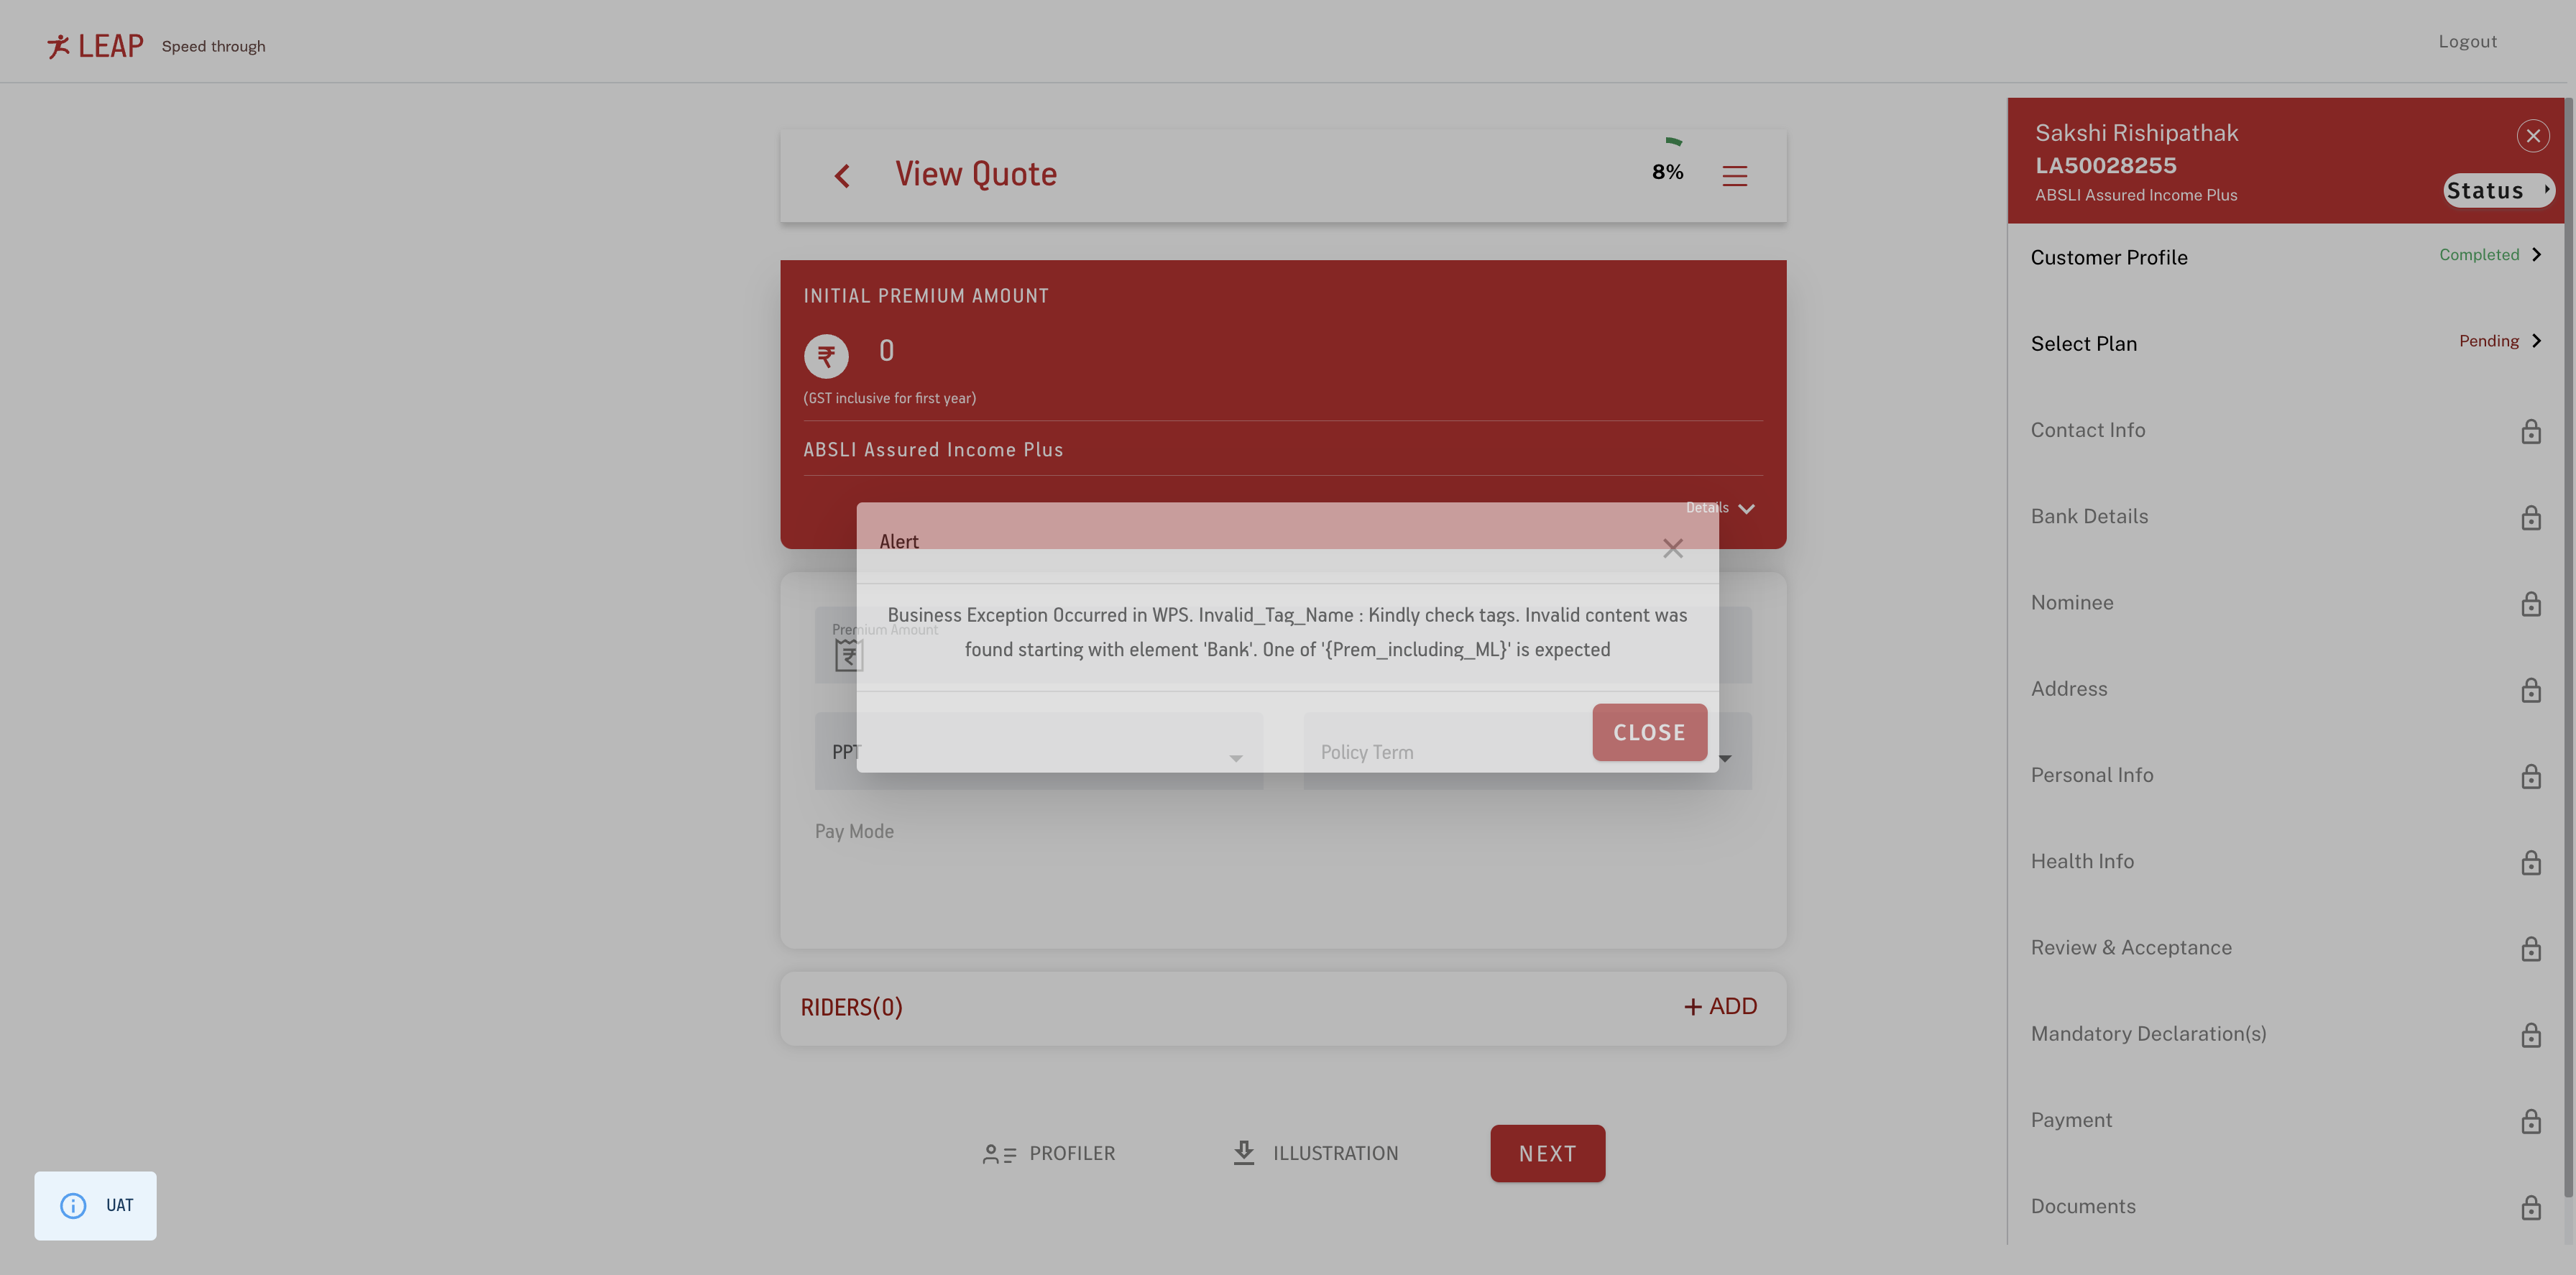 LEAP Speed through
Logout
View Quote
8%
INITIAL PREMIUM AMOUNT
₹ 0
(GST inclusive for first year)
ABSLI Assured Income Plus
Details
Alert
Business Exception Occurred in WPS. Invalid_Tag_Name : Kindly check tags. Invalid content was
found starting with element 'Bank'. One of '{Prem_including_ML}' is expected
CLOSE
Premium Amount
₹
PPT
Policy Term
Pay Mode
RIDERS(0)
+ ADD
PROFILER
ILLUSTRATION
NEXT
UAT
Sakshi Rishipathak
LA50028255
ABSLI Assured Income Plus
Status
Customer Profile Completed
Select Plan Pending
Contact Info
Bank Details
Nominee
Address
Personal Info
Health Info
Review & Acceptance
Mandatory Declaration(s)
Payment
Documents